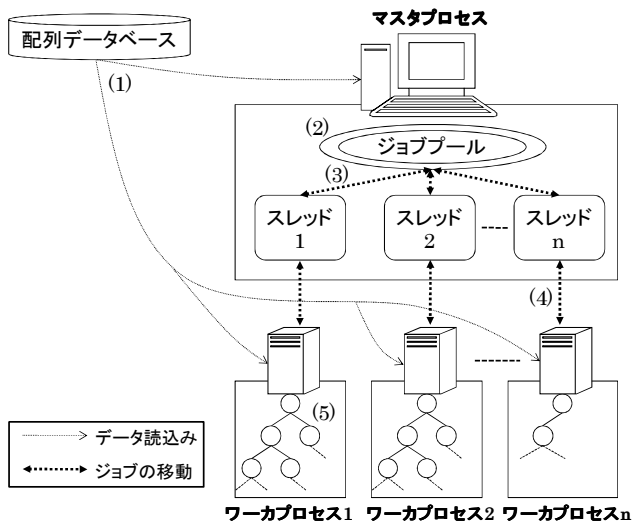 マスタプロセス
配列データベース
(1)
(2)
ジョブプール
(3)
スレッド
1
スレッド
2
スレッド
n
(4)
(5)
データ読込み
ジョブの移動
ワーカプロセス1
ワーカプロセス2
ワーカプロセスn